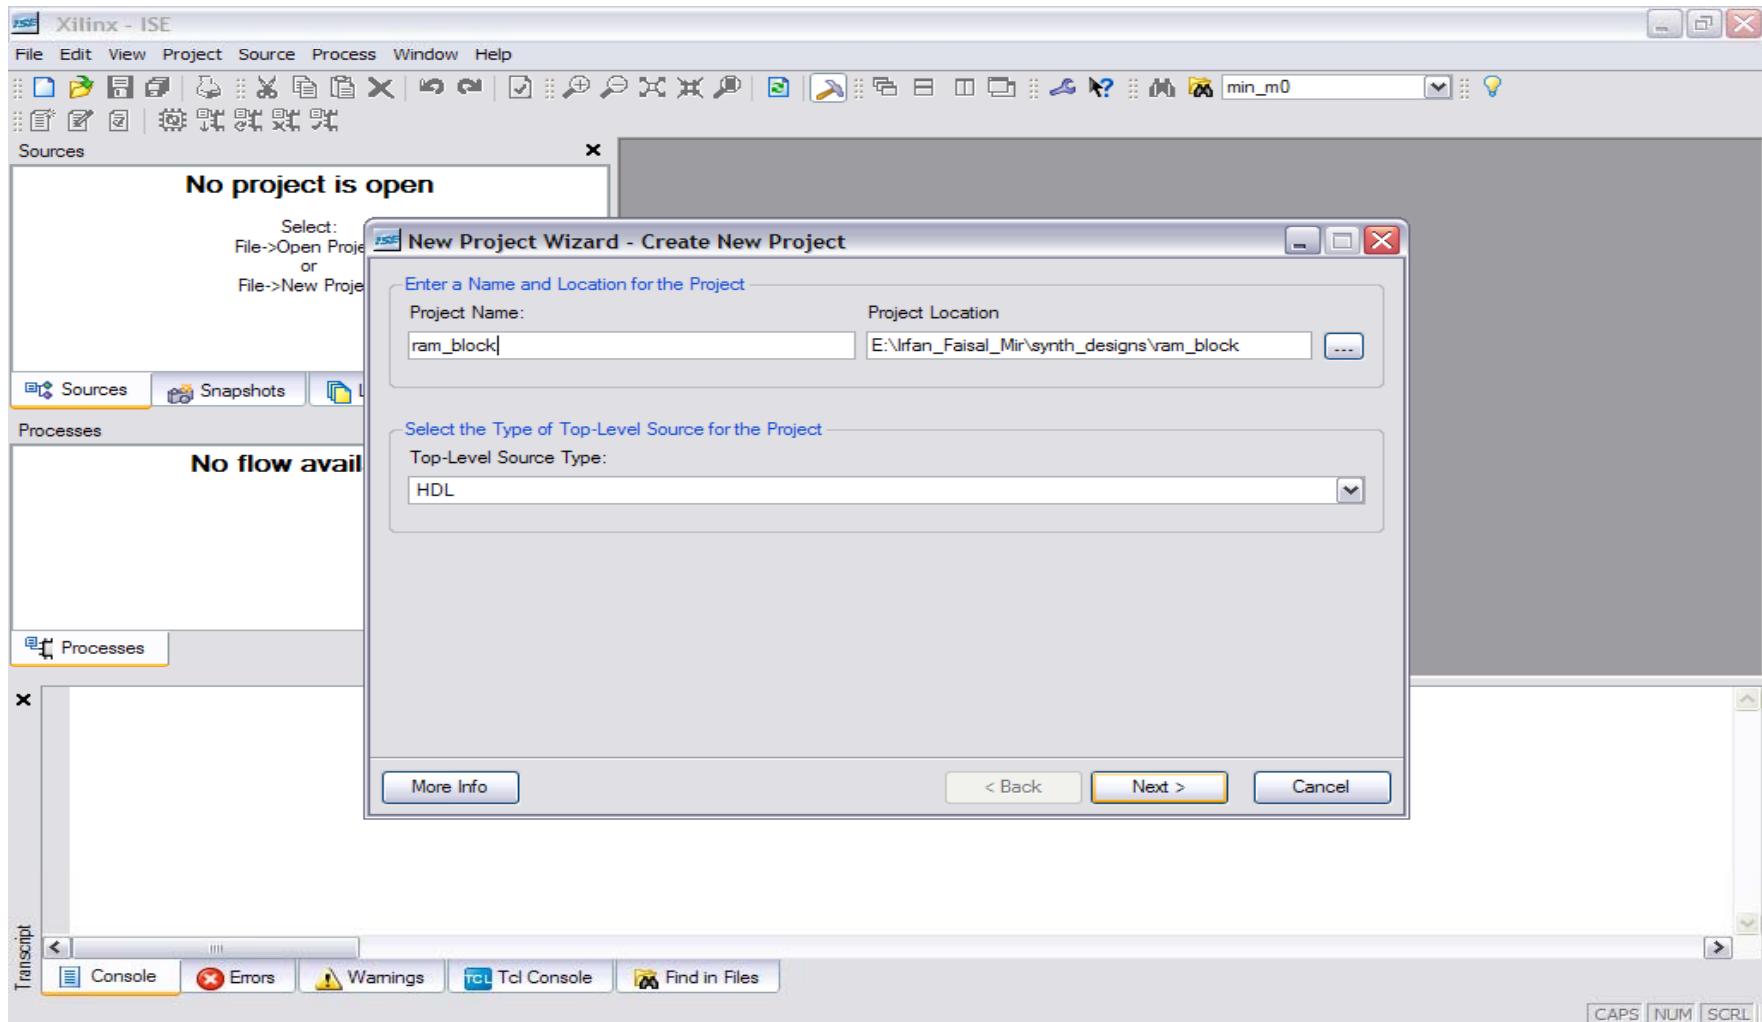 ISE Xilinx - ISE
File Edit View Project Source Process Window Help
min_m0
Sources
No project is open
Select:
File->Open Proje
or
File->New Proje
Sources Snapshots L
Processes
No flow avail
Processes
ISE New Project Wizard - Create New Project
Enter a Name and Location for the Project
Project Name: Project Location
ram_block E:\Irfan_Faisal_Mir\synth_designs\ram_block ...
Select the Type of Top-Level Source for the Project
Top-Level Source Type:
HDL
More Info < Back Next > Cancel
Transcript
Console Errors Warnings TCL Tcl Console Find in Files
CAPS NUM SCRL